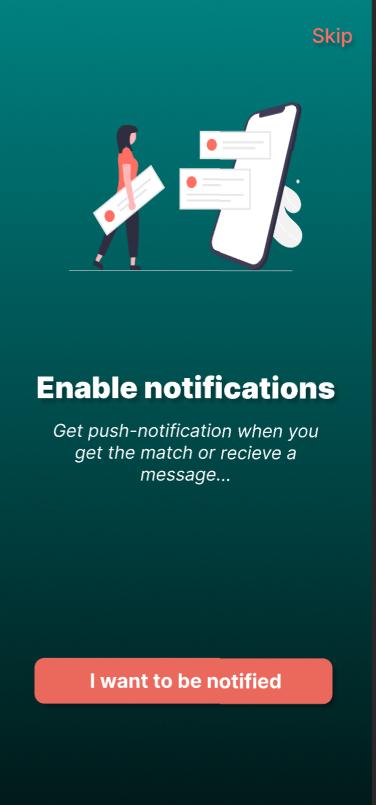 Skip
Enable notifications
Get push-notification when you
get the match or recieve a
message...
I want to be notified